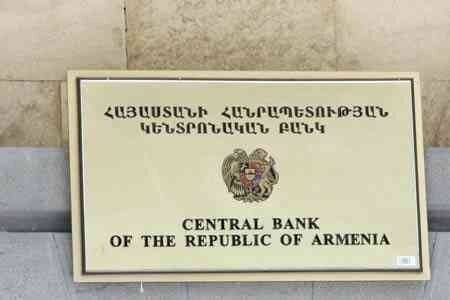 ՀԱՅԱՍՏԱՆԻ ՀԱՆՐԱՊԵՏՈՒԹՅԱՆ
ԿԵՆՏՐՈՆԱԿԱՆ ԲԱՆԿ
CENTRAL BANK
OF THE REPUBLIC OF ARMENIA